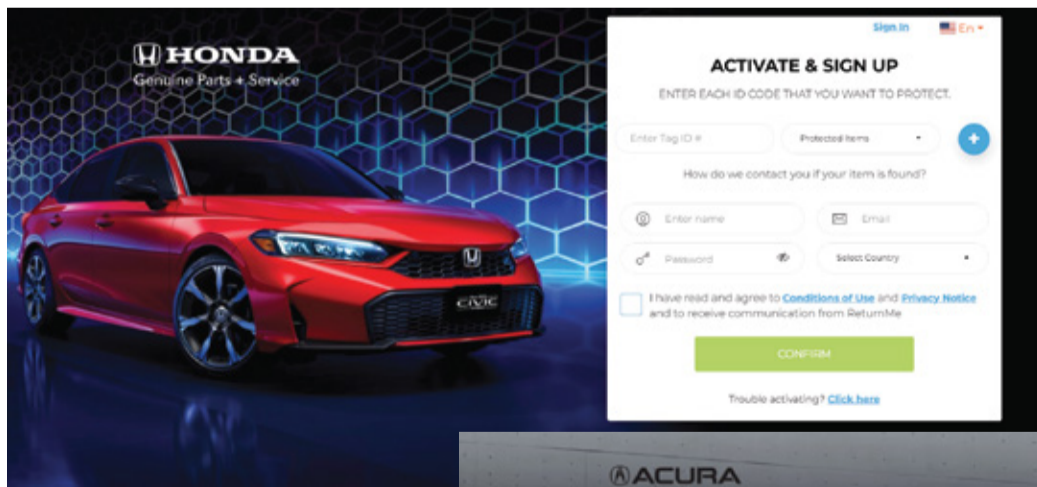 HONDA
Genuine Parts + Service
Sign In
En
ACTIVATE & SIGN UP
ENTER EACH ID CODE THAT YOU WANT TO PROTECT.
Enter Tag ID # Protected Items +
How do we contact you if your item is found?
Enter name Email
Password Select Country
I have read and agree to Conditions of Use and Privacy Notice
and to receive communication from ReturnMe
CONFIRM
Trouble activating? Click here
CIVIC
ACURA